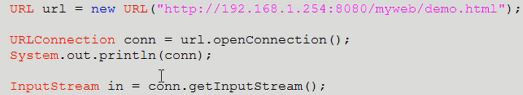 URL url = new URL("http://192.168.1.254:8080/myweb/demo.html");
URLConnection conn = url.openConnection();
System.out.println(conn);
InputStream in = conn.getInputStream();